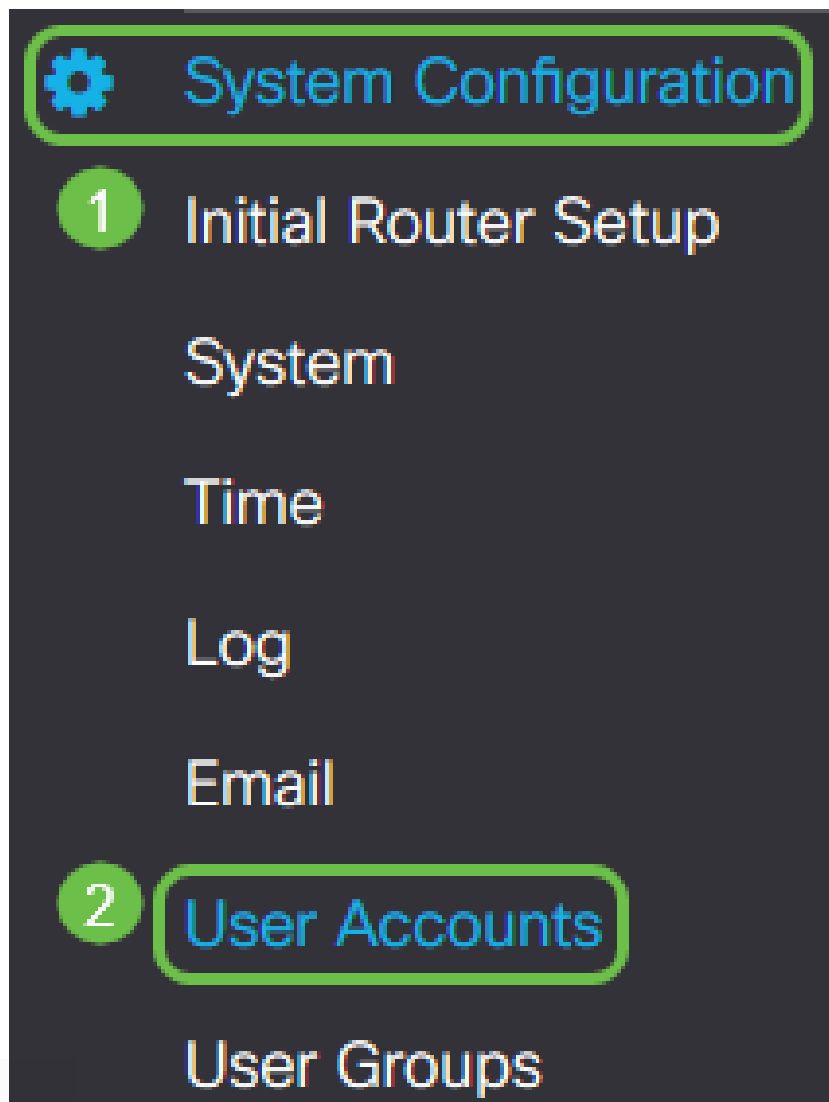 System Configuration
1 Initial Router Setup
System
Time
Log
Email
2 User Accounts
User Groups